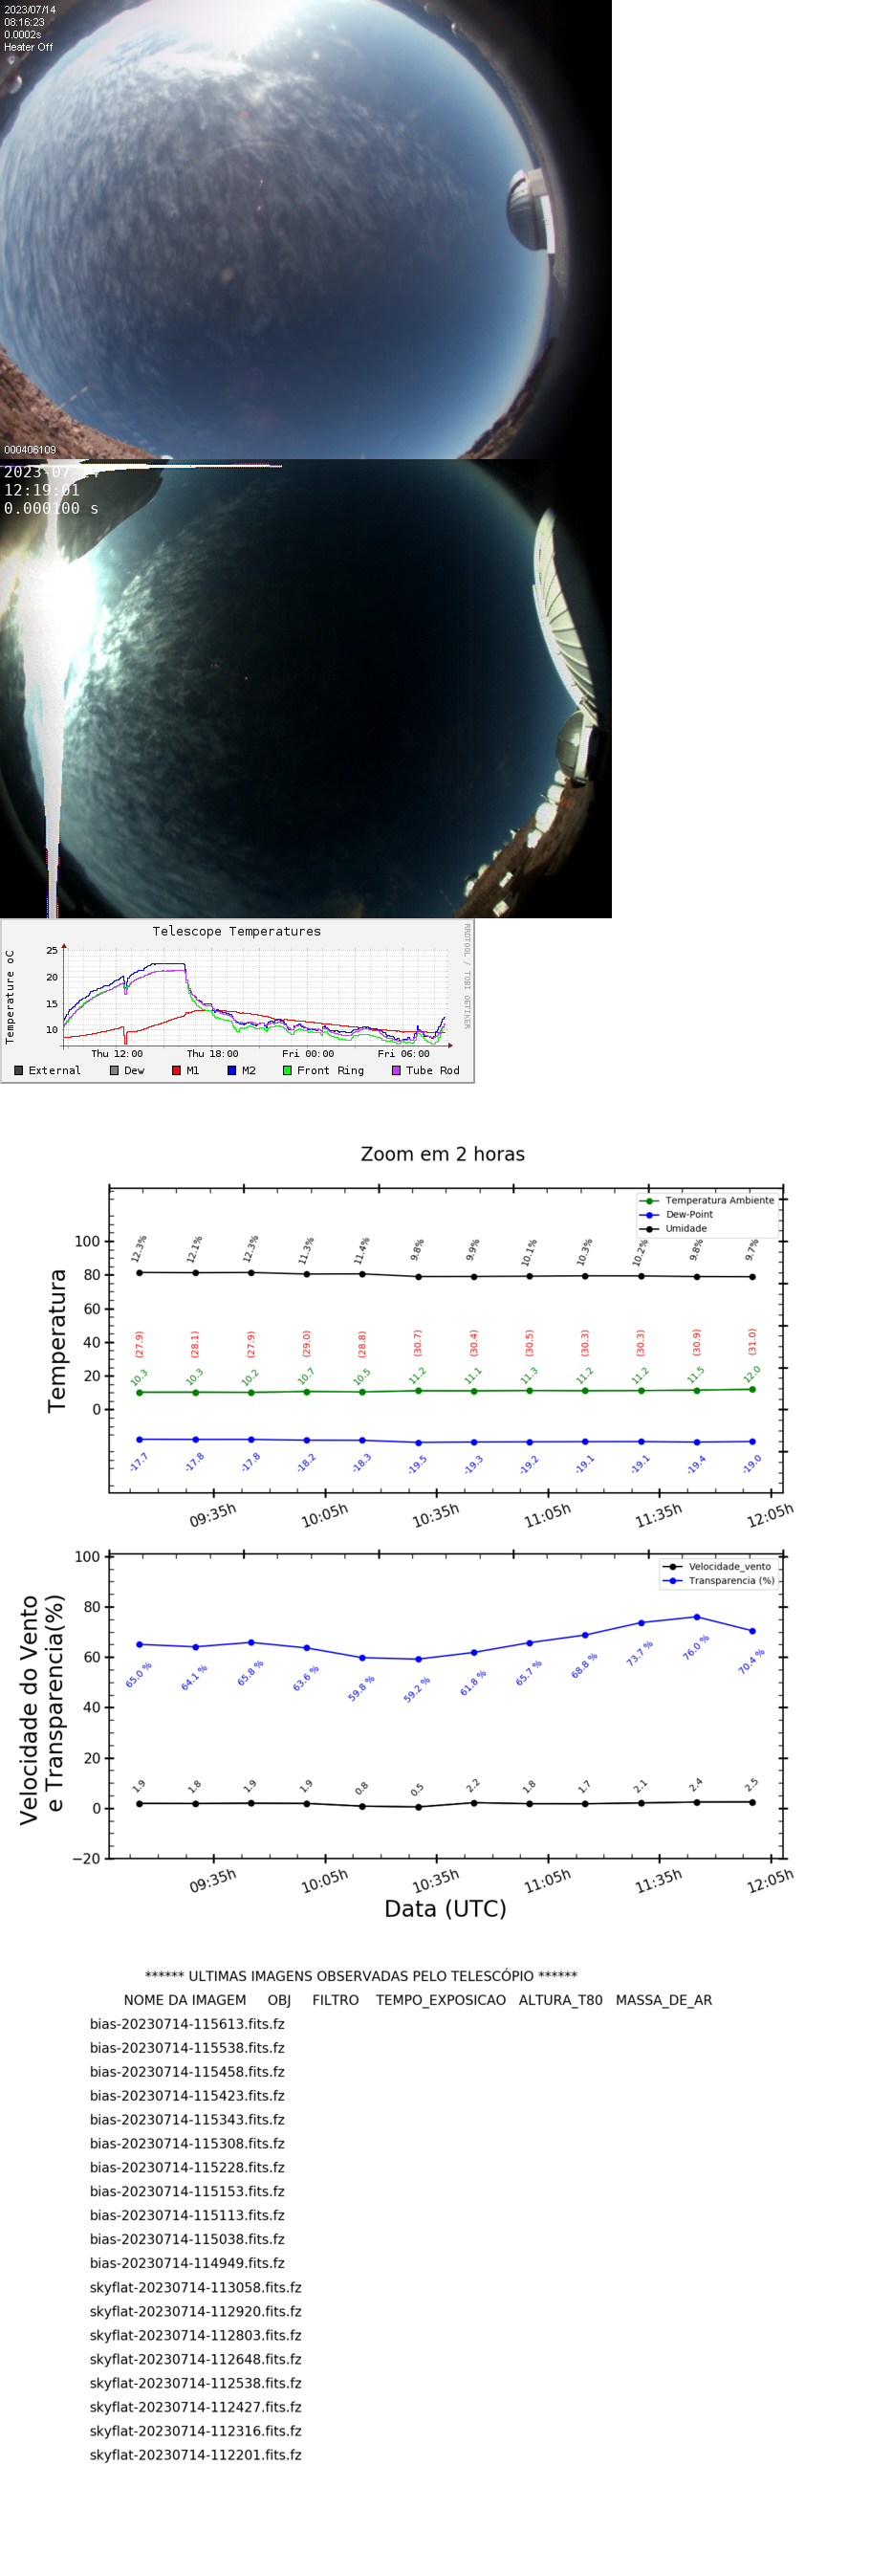 2023/07/14
08:16:23
0.0002s
Heater Off
000406109
12:19:01
0.000100 s
Telescope Temperatures
RRDTOOL / TOBI OETIKER
Temperature oC
25
20
15
10
Thu 12:00 Thu 18:00 Fri 00:00 Fri 06:00
External Dew M1 M2 Front Ring Tube Rod
Zoom em 2 horas
Temperatura Ambiente
Dew-Point
Umidade
Temperatura
100
80
60
40
20
0
12.3% 12.1% 12.3% 11.3% 11.4% 9.8% 9.9% 10.1% 10.3% 10.2% 9.8% 9.7%
(27.9) (28.1) (27.9) (29.0) (28.8) (30.7) (30.4) (30.5) (30.3) (30.3) (30.9) (31.0)
10.3 10.3 10.2 10.7 10.5 11.2 11.1 11.3 11.2 11.2 11.5 12.0
-17.7 -17.8 -17.8 -18.2 -18.3 -19.5 -19.3 -19.2 -19.1 -19.1 -19.4 -19.0
09:35h 10:05h 10:35h 11:05h 11:35h 12:05h
Velocidade do Vento
e Transparencia(%)
100
80
60
40
20
0
−20
Velocidade_vento
Transparencia (%)
65.0 % 64.1 % 65.8 % 63.6 % 59.8 % 59.2 % 61.8 % 65.7 % 68.8 % 73.7 % 76.0 % 70.4 %
1.9 1.8 1.9 1.9 0.8 0.5 2.2 1.8 1.7 2.1 2.4 2.5
09:35h 10:05h 10:35h 11:05h 11:35h 12:05h
Data (UTC)
****** ULTIMAS IMAGENS OBSERVADAS PELO TELESCÓPIO ******
NOME DA IMAGEM OBJ FILTRO TEMPO_EXPOSICAO ALTURA_T80 MASSA_DE_AR
bias-20230714-115613.fits.fz
bias-20230714-115538.fits.fz
bias-20230714-115458.fits.fz
bias-20230714-115423.fits.fz
bias-20230714-115343.fits.fz
bias-20230714-115308.fits.fz
bias-20230714-115228.fits.fz
bias-20230714-115153.fits.fz
bias-20230714-115113.fits.fz
bias-20230714-115038.fits.fz
bias-20230714-114949.fits.fz
skyflat-20230714-113058.fits.fz
skyflat-20230714-112920.fits.fz
skyflat-20230714-112803.fits.fz
skyflat-20230714-112648.fits.fz
skyflat-20230714-112538.fits.fz
skyflat-20230714-112427.fits.fz
skyflat-20230714-112316.fits.fz
skyflat-20230714-112201.fits.fz